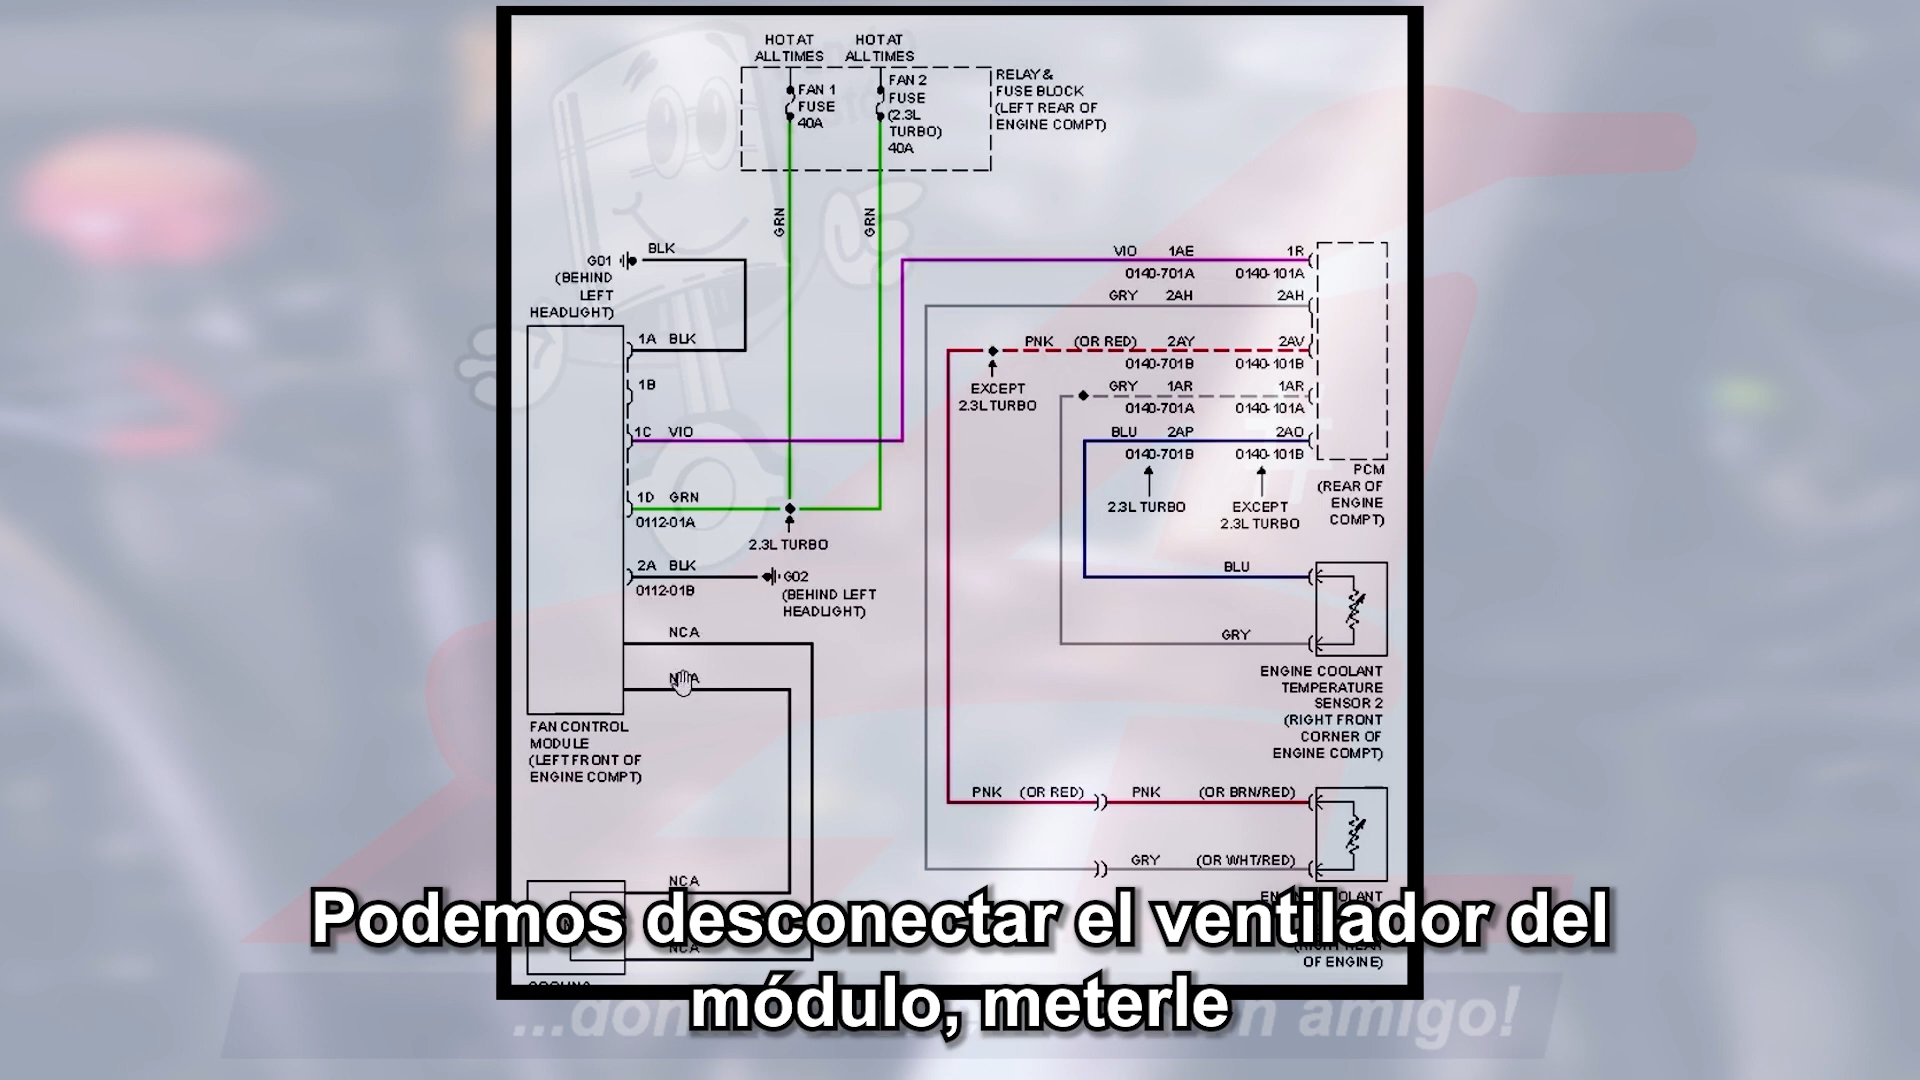 HOT AT
ALL TIMES
HOT AT
ALL TIMES
FAN 1
FUSE
40A
FAN 2
FUSE
(2.3L
TURBO)
40A
RELAY &
FUSE BLOCK
(LEFT REAR OF
ENGINE COMPT)
GRN
GRN
BLK
G01
(BEHIND
LEFT
HEADLIGHT)
1A BLK
1B
1C VIO
1D GRN
0112-01A
2.3L TURBO
2A BLK
0112-01B
G02
(BEHIND LEFT
HEADLIGHT)
NCA
FAN CONTROL
MODULE
(LEFT FRONT OF
ENGINE COMPT)
NCA
NCA
VIO 1AE 1R
0140-701A 0140-101A
GRY 2AH 2AH
PNK (OR RED) 2AY 2AV
0140-701B 0140-101B
EXCEPT
2.3L TURBO
GRY 1AR 1AR
0140-701A 0140-101A
BLU 2AP 2AO
0140-701B 0140-101B
2.3L TURBO
EXCEPT
2.3L TURBO
PCM
(REAR OF
ENGINE
COMPT)
BLU
GRY
ENGINE COOLANT
TEMPERATURE
SENSOR 2
(RIGHT FRONT
CORNER OF
ENGINE COMPT)
PNK (OR RED) PNK (OR BRN/RED)
GRY (OR WHT/RED)
OF ENGINE)
Podemos desconectar el ventilador del
módulo, meterle
amigo!